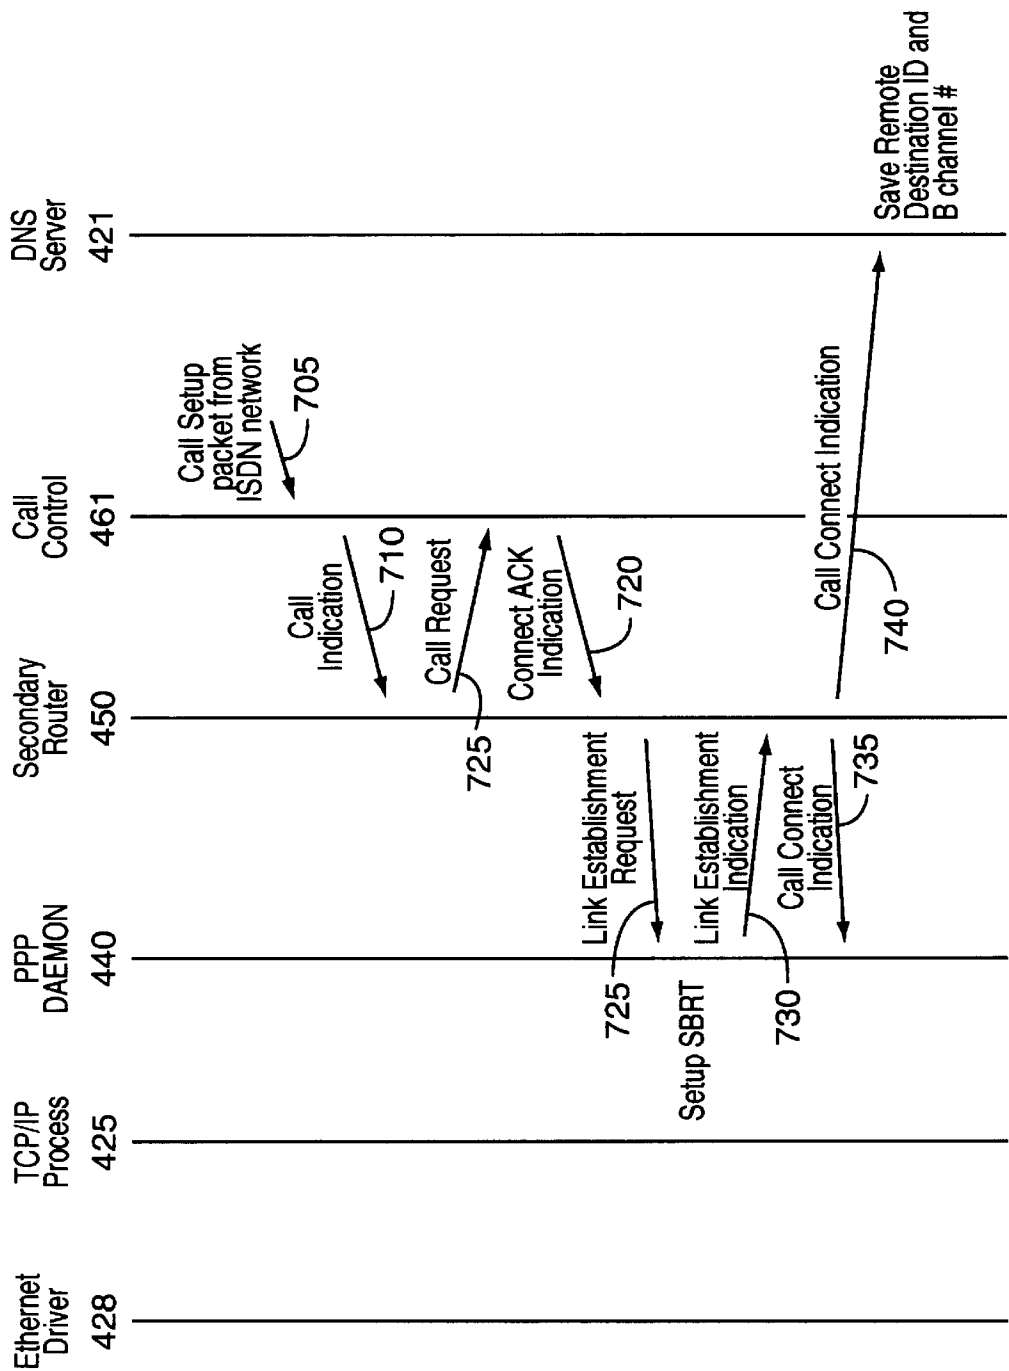 Ethernet
Driver
428
TCP/IP
Process
425
PPP
DAEMON
440
Secondary
Router
450
Call
Control
461
DNS
Server
421
Call Setup
packet from
ISDN network
705
Call
Indication
710
Call Request
725
Connect ACK
Indication
720
Link Establishment
Request
725
Setup SBRT
Link Establishment
Indication
730
Call Connect
Indication
735
Call Connect Indication
740
Save Remote
Destination ID and
B channel #